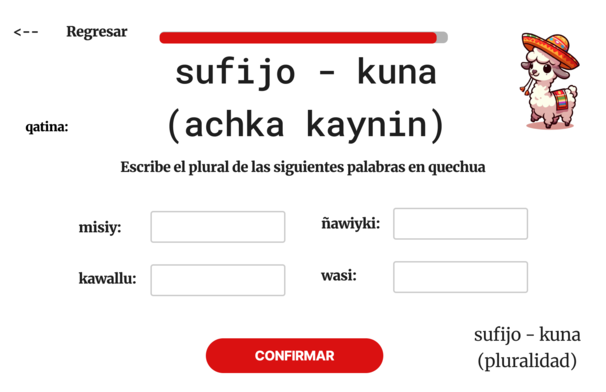 <-- Regresar
sufijo - kuna
qatina:
(achka kaynin)
Escribe el plural de las siguientes palabras en quechua
misiy:
ñawiyki:
kawallu:
wasi:
CONFIRMAR
sufijo - kuna
(pluralidad)